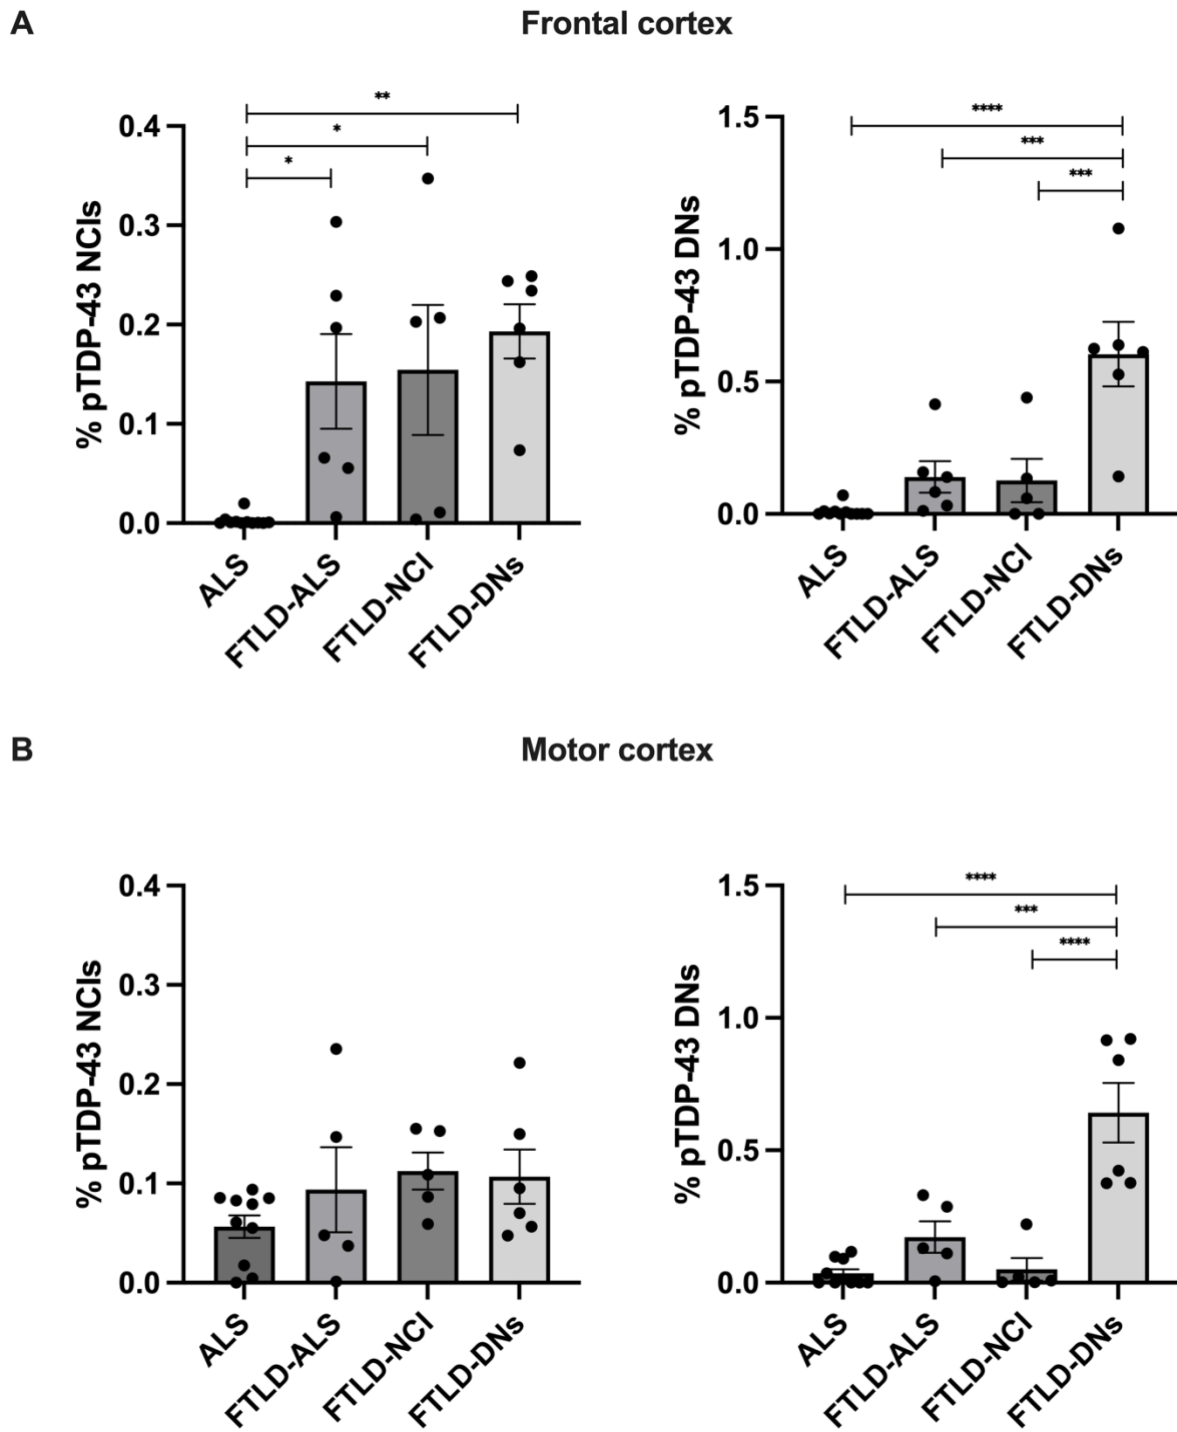 A
Frontal cortex
% pTDP-43 NCIs
0.4
0.3
0.2
0.1
0.0
**
*
*
ALS
FTLD-ALS
FTLD-NCI
FTLD-DNs
% pTDP-43 DNs
1.5
1.0
0.5
0.0
****
***
***
ALS
FTLD-ALS
FTLD-NCI
FTLD-DNs
B
Motor cortex
% pTDP-43 NCIs
0.4
0.3
0.2
0.1
0.0
ALS
FTLD-ALS
FTLD-NCI
FTLD-DNs
% pTDP-43 DNs
1.5
1.0
0.5
0.0
****
***
****
ALS
FTLD-ALS
FTLD-NCI
FTLD-DNs